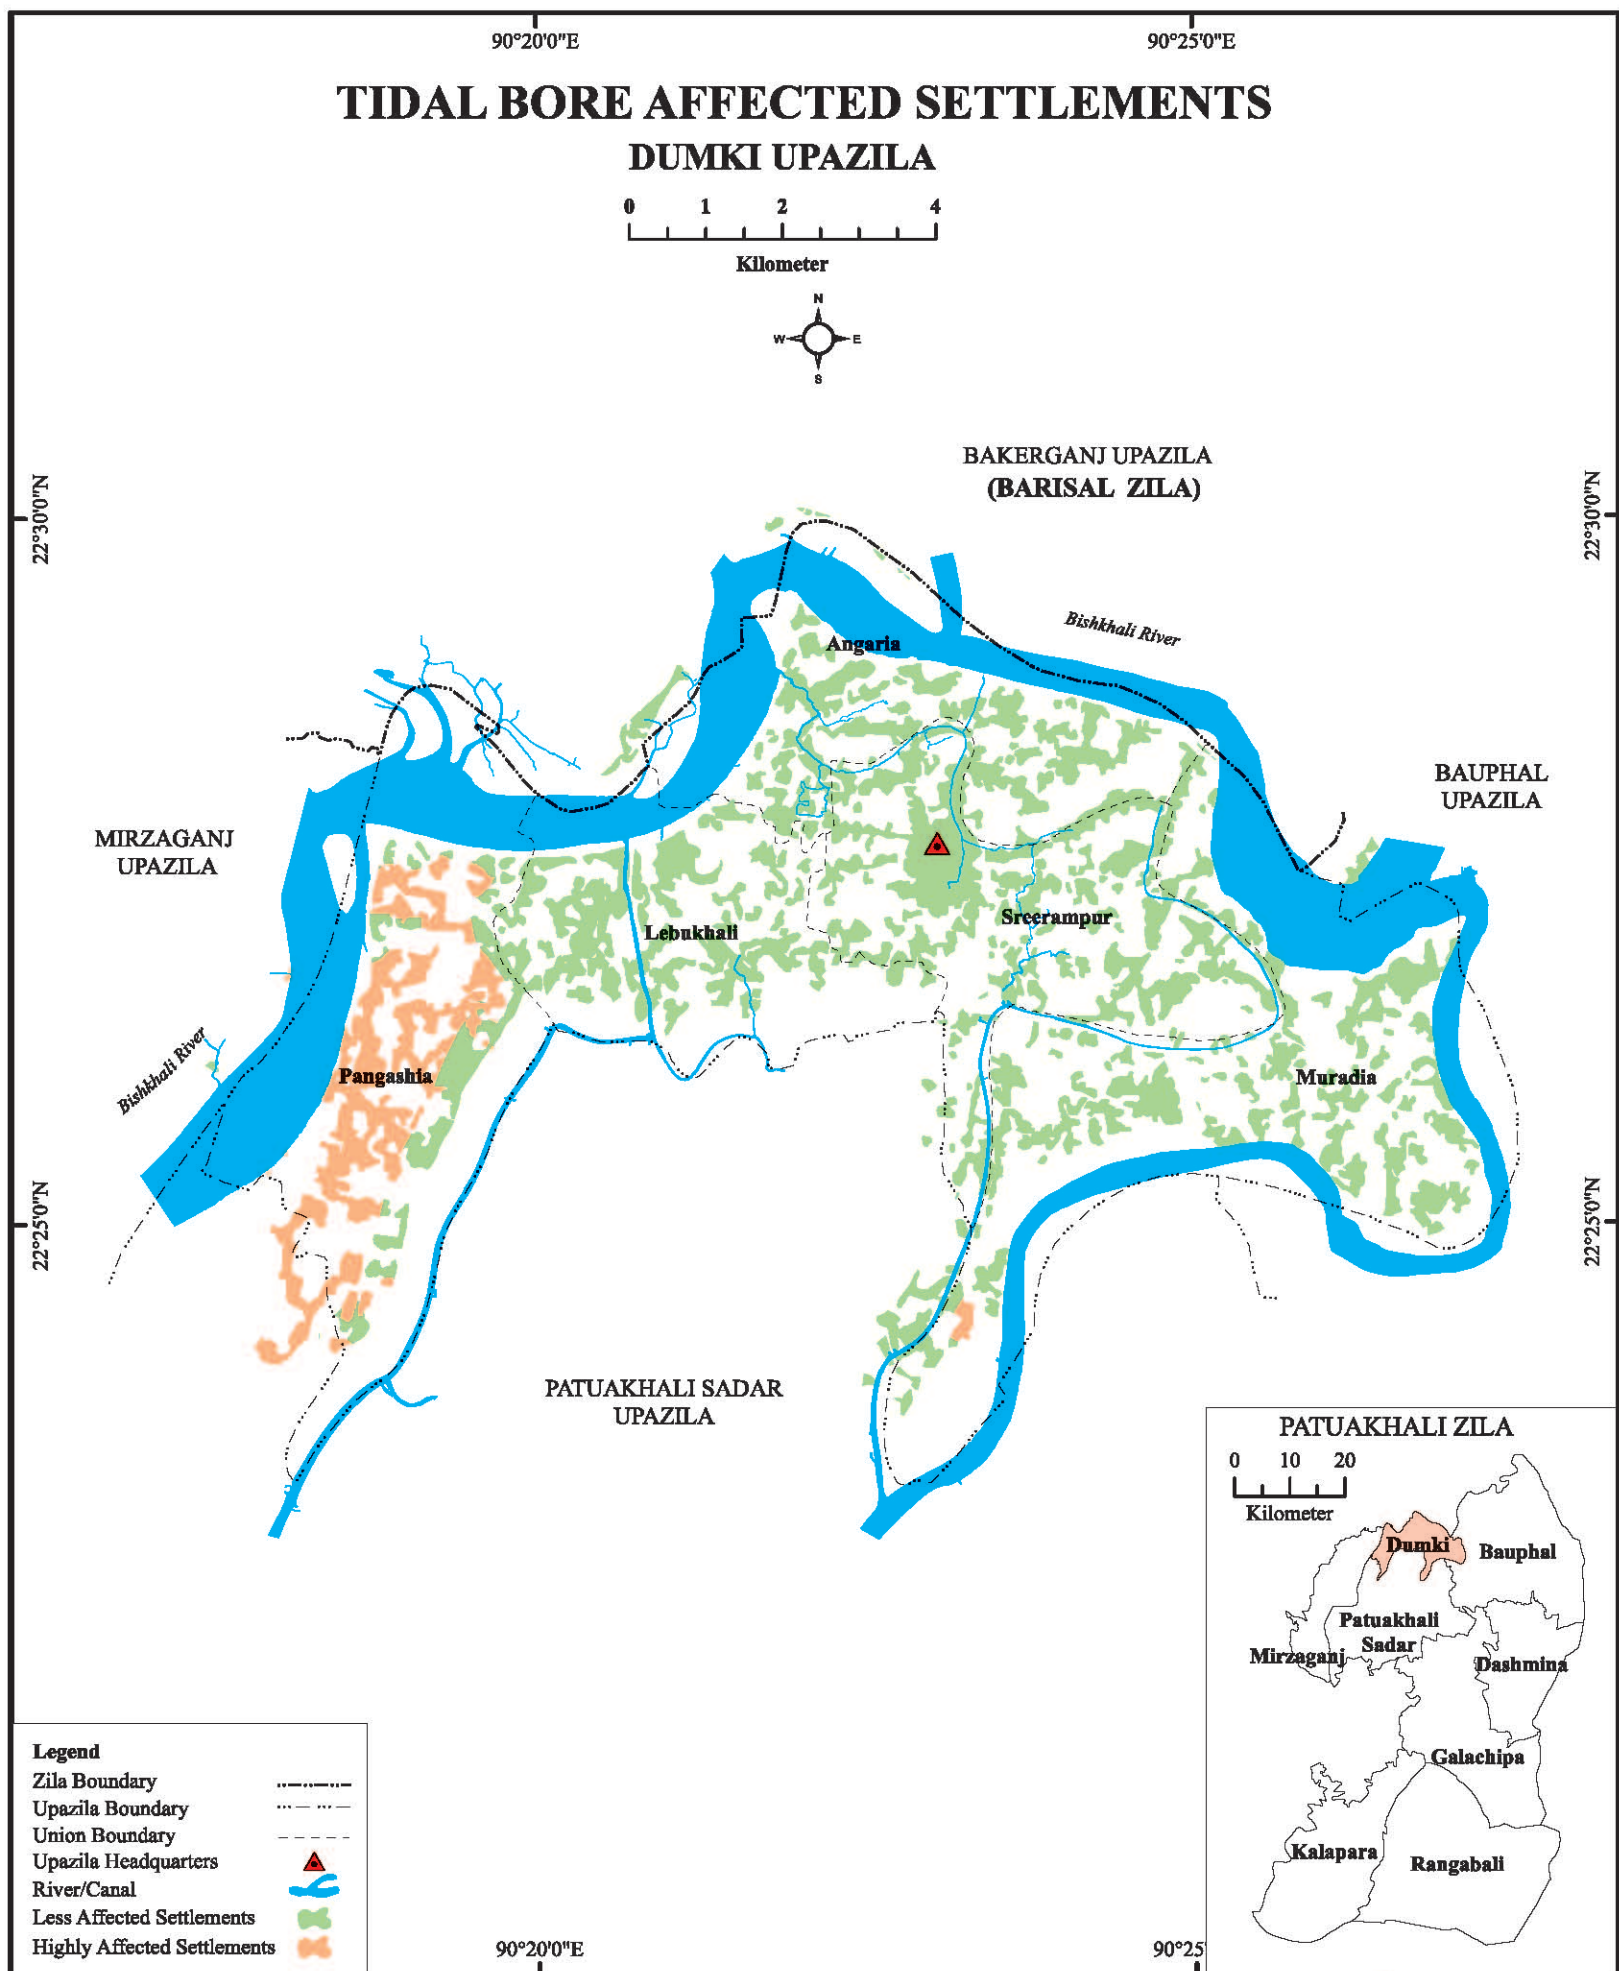 90°20'0"E
90°25'0"E
TIDAL BORE AFFECTED SETTLEMENTS
DUMKI UPAZILA
0 1 2 4
Kilometer
N
W E
S
BAKERGANJ UPAZILA
(BARISAL ZILA)
22°30'0"N
22°30'0"N
Bishkhali River
Angaria
BAUPHAL
UPAZILA
MIRZAGANJ
UPAZILA
Lebukhali
Sreerampur
Bishkhali River
Pangashia
Muradia
22°25'0"N
22°25'0"N
PATUAKHALI SADAR
UPAZILA
PATUAKHALI ZILA
0 10 20
Kilometer
Dumki
Bauphal
Patuakhali
Sadar
Mirzaganj
Dashmina
Galachipa
Kalapara
Rangabali
Legend
Zila Boundary
Upazila Boundary
Union Boundary
Upazila Headquarters
River/Canal
Less Affected Settlements
Highly Affected Settlements
90°20'0"E
90°25'